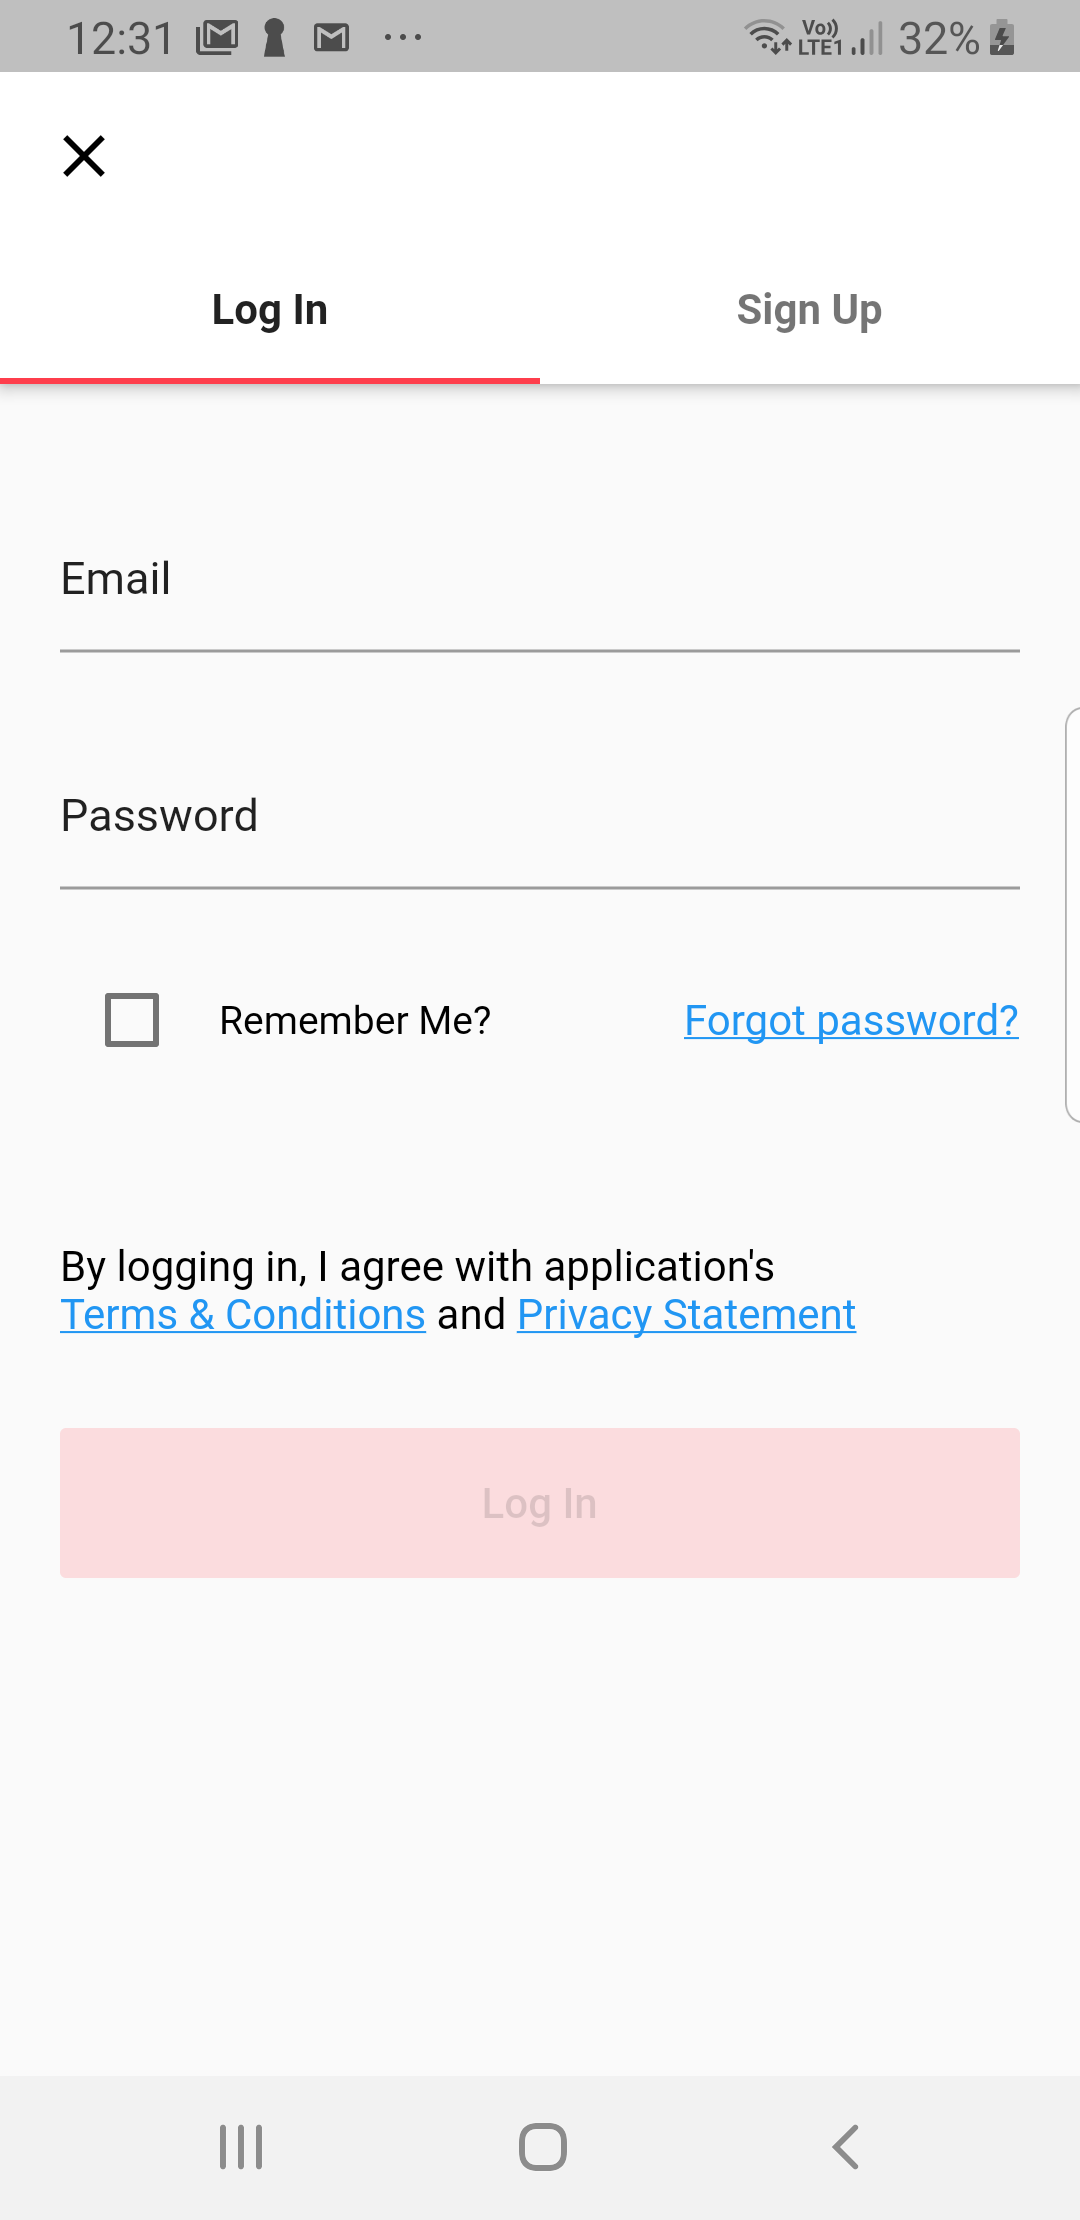 12:31 Vo)) LTE1 32%
Log In Sign Up
Email
Password
Remember Me? Forgot password?
By logging in, I agree with application's
Terms & Conditions and Privacy Statement
Log In